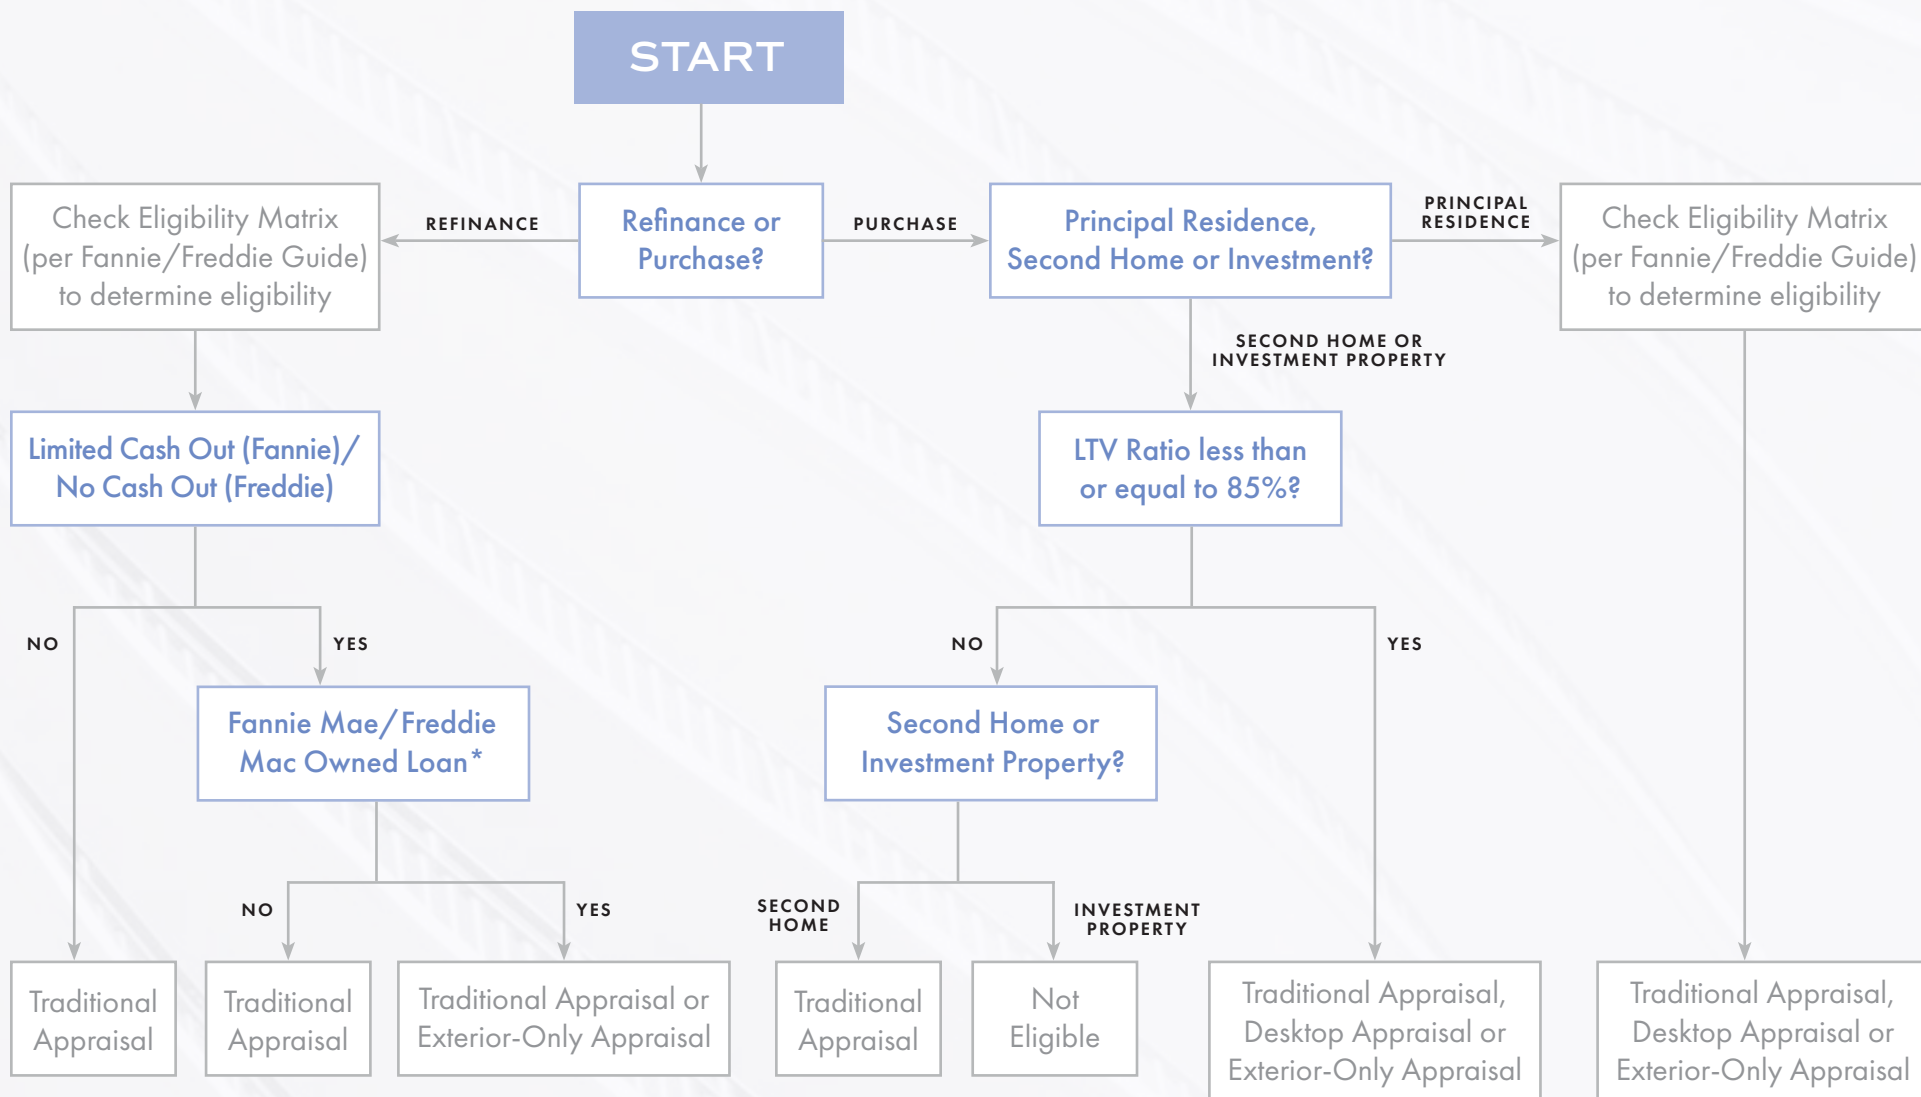 START
Check Eligibility Matrix
(per Fannie/Freddie Guide)
to determine eligibility
REFINANCE
Refinance or
Purchase?
PURCHASE
Principal Residence,
Second Home or Investment?
PRINCIPAL
RESIDENCE
Check Eligibility Matrix
(per Fannie/Freddie Guide)
to determine eligibility
SECOND HOME OR
INVESTMENT PROPERTY
Limited Cash Out (Fannie)/
No Cash Out (Freddie)
LTV Ratio less than
or equal to 85%?
NO
YES
NO
YES
Fannie Mae/Freddie
Mac Owned Loan*
Second Home or
Investment Property?
NO
YES
SECOND
HOME
INVESTMENT
PROPERTY
Traditional
Appraisal
Traditional
Appraisal
Traditional Appraisal or
Exterior-Only Appraisal
Traditional
Appraisal
Not
Eligible
Traditional Appraisal,
Desktop Appraisal or
Exterior-Only Appraisal
Traditional Appraisal,
Desktop Appraisal or
Exterior-Only Appraisal